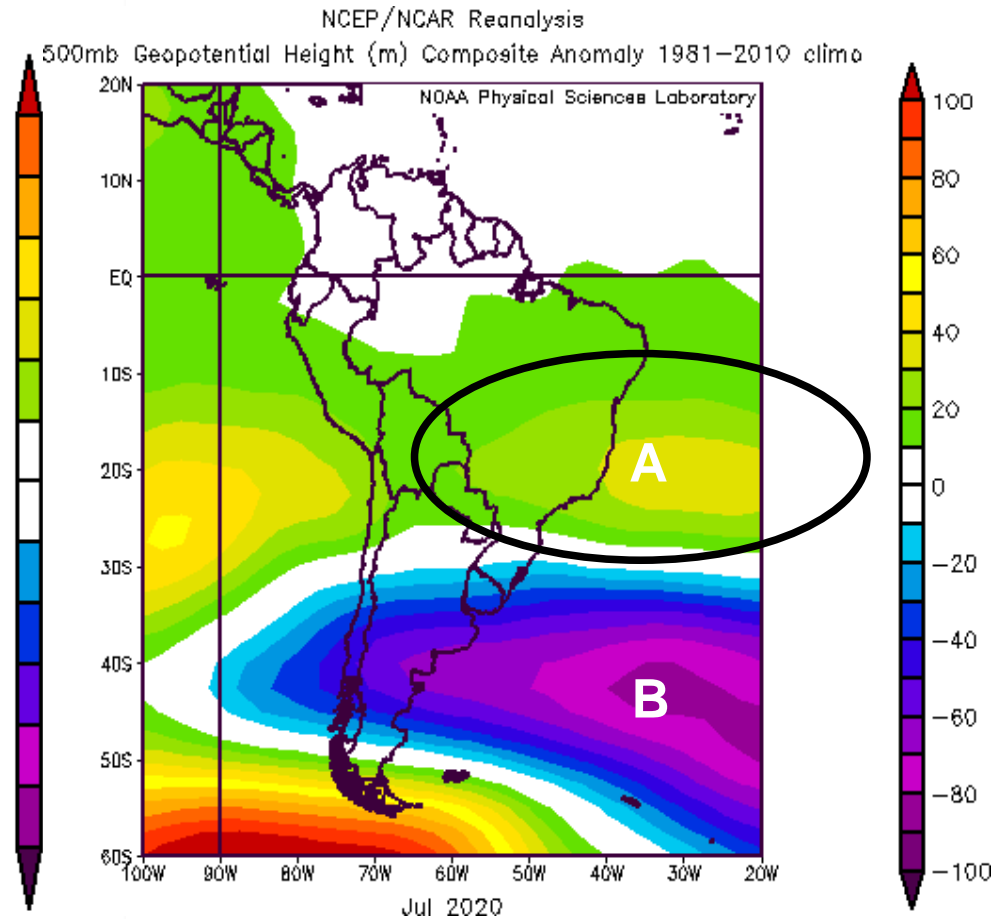 NCEP/NCAR Reanalysis
500mb Geopotential Height (m) Composite Anomaly 1981-2010 climo
NOAA Physical Sciences Laboratory
20N
10N
EQ
10S
20S
30S
40S
50S
60S
100W
90W
80W
70W
60W
50W
40W
30W
20W
Jul 2020
A
B
100
80
60
40
20
0
-20
-40
-60
-80
-100